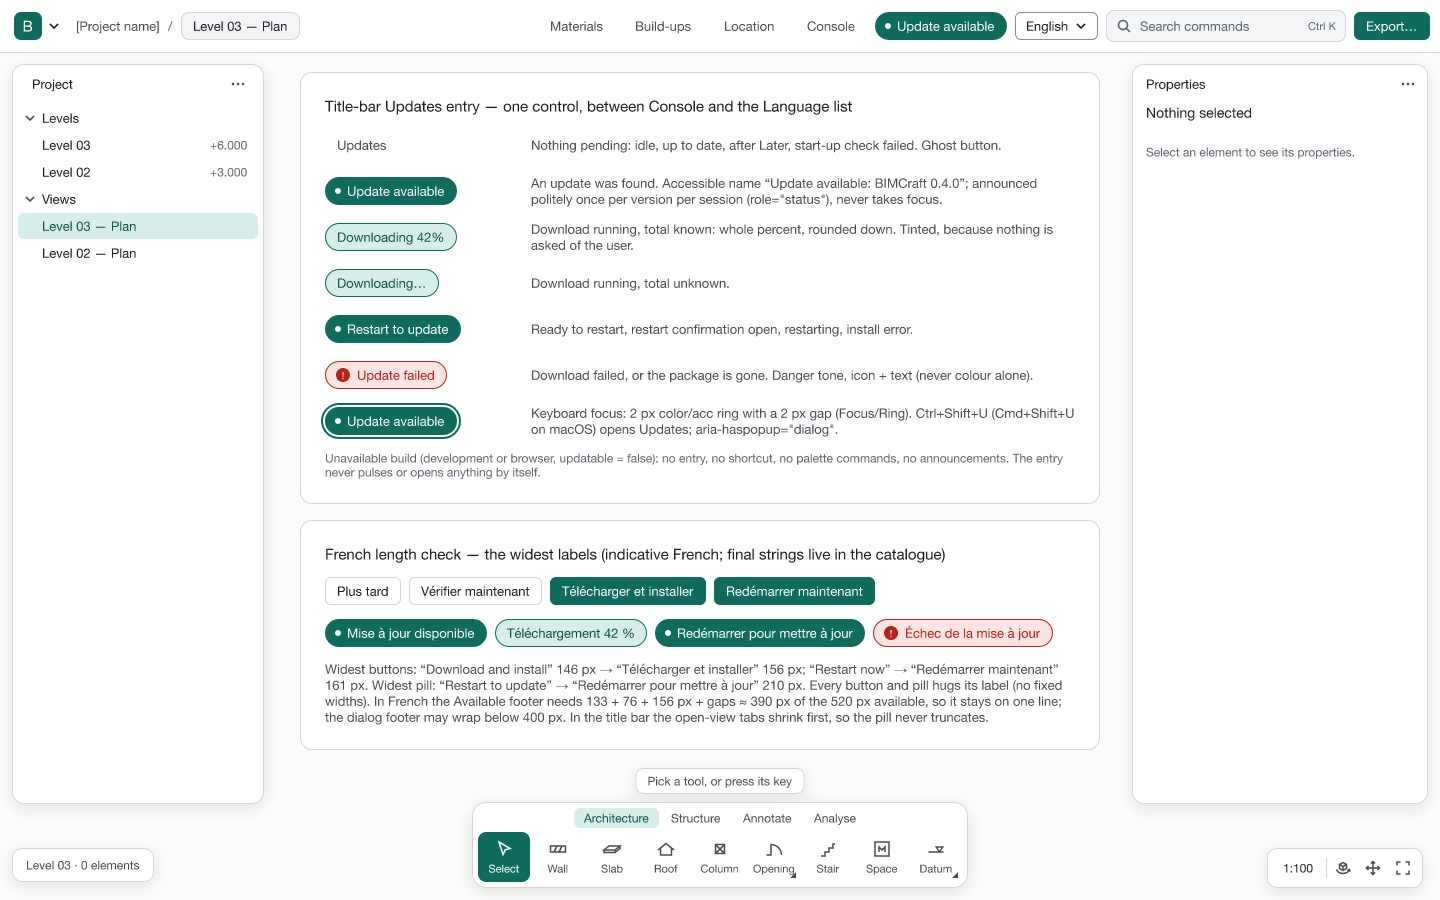 B [Project name] / Level 03 — Plan Materials Build-ups Location Console Update available English Search commands Ctrl K Export…
Project
Levels
Level 03 +6.000
Level 02 +3.000
Views
Level 03 — Plan
Level 02 — Plan
Title-bar Updates entry — one control, between Console and the Language list
Updates
Nothing pending: idle, up to date, after Later, start-up check failed. Ghost button.
Update available
An update was found. Accessible name “Update available: BIMCraft 0.4.0”; announced
politely once per version per session (role="status"), never takes focus.
Downloading 42%
Download running, total known: whole percent, rounded down. Tinted, because nothing is
asked of the user.
Downloading…
Download running, total unknown.
Restart to update
Ready to restart, restart confirmation open, restarting, install error.
! Update failed
Download failed, or the package is gone. Danger tone, icon + text (never colour alone).
Update available
Keyboard focus: 2 px color/acc ring with a 2 px gap (Focus/Ring). Ctrl+Shift+U (Cmd+Shift+U
on macOS) opens Updates; aria-haspopup="dialog".
Unavailable build (development or browser, updatable = false): no entry, no shortcut, no palette commands, no announcements. The entry
never pulses or opens anything by itself.
French length check — the widest labels (indicative French; final strings live in the catalogue)
Plus tard Vérifier maintenant Télécharger et installer Redémarrer maintenant
Mise à jour disponible Téléchargement 42 % Redémarrer pour mettre à jour ! Échec de la mise à jour
Widest buttons: “Download and install” 146 px → “Télécharger et installer” 156 px; “Restart now” → “Redémarrer maintenant”
161 px. Widest pill: “Restart to update” → “Redémarrer pour mettre à jour” 210 px. Every button and pill hugs its label (no fixed
widths). In French the Available footer needs 133 + 76 + 156 px + gaps ≈ 390 px of the 520 px available, so it stays on one line;
the dialog footer may wrap below 400 px. In the title bar the open-view tabs shrink first, so the pill never truncates.
Properties
Nothing selected
Select an element to see its properties.
Pick a tool, or press its key
Architecture Structure Annotate Analyse
Select Wall Slab Roof Column Opening Stair M Space Datum
Level 03 · 0 elements
1:100